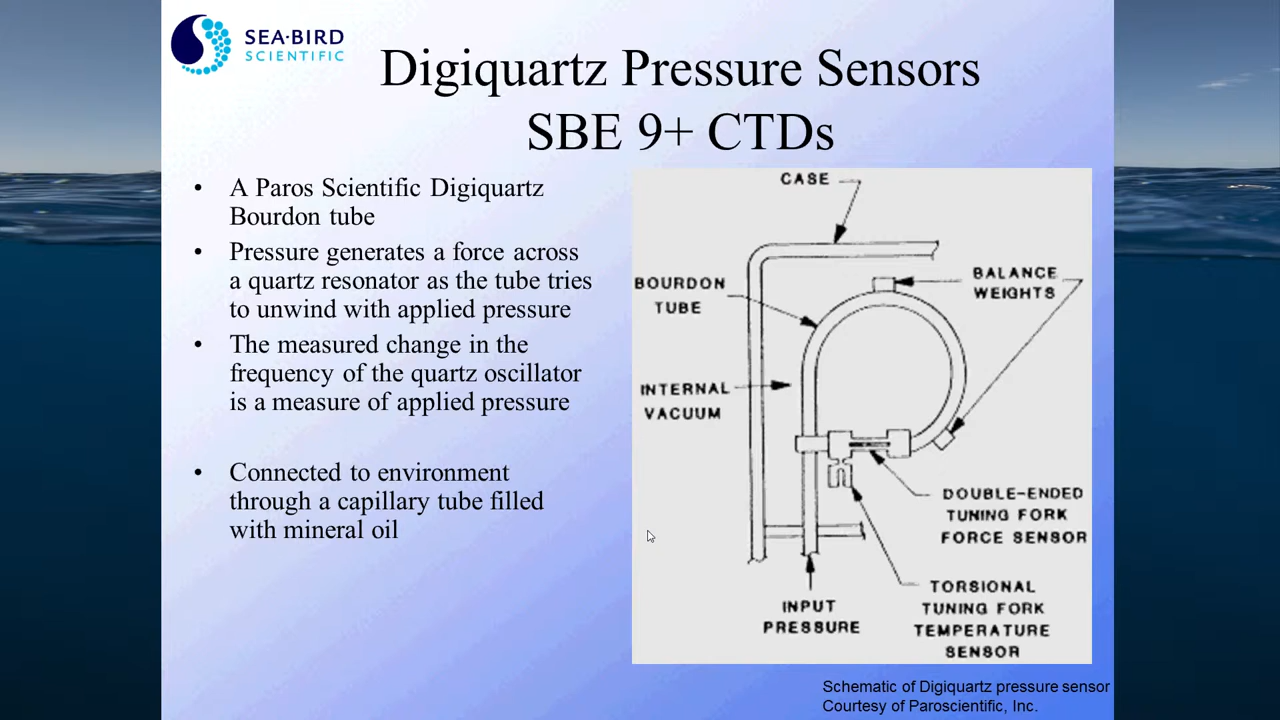 SEA·BIRD
SCIENTIFIC
Digiquartz Pressure Sensors
SBE 9+ CTDs
• A Paros Scientific Digiquartz
Bourdon tube
• Pressure generates a force across
a quartz resonator as the tube tries
to unwind with applied pressure
• The measured change in the
frequency of the quartz oscillator
is a measure of applied pressure
• Connected to environment
through a capillary tube filled
with mineral oil
CASE
BOURDON
TUBE
BALANCE
WEIGHTS
INTERNAL
VACUUM
DOUBLE-ENDED
TUNING FORK
FORCE SENSOR
INPUT
PRESSURE
TORSIONAL
TUNING FORK
TEMPERATURE
SENSOR
Schematic of Digiquartz pressure sensor
Courtesy of Paroscientific, Inc.